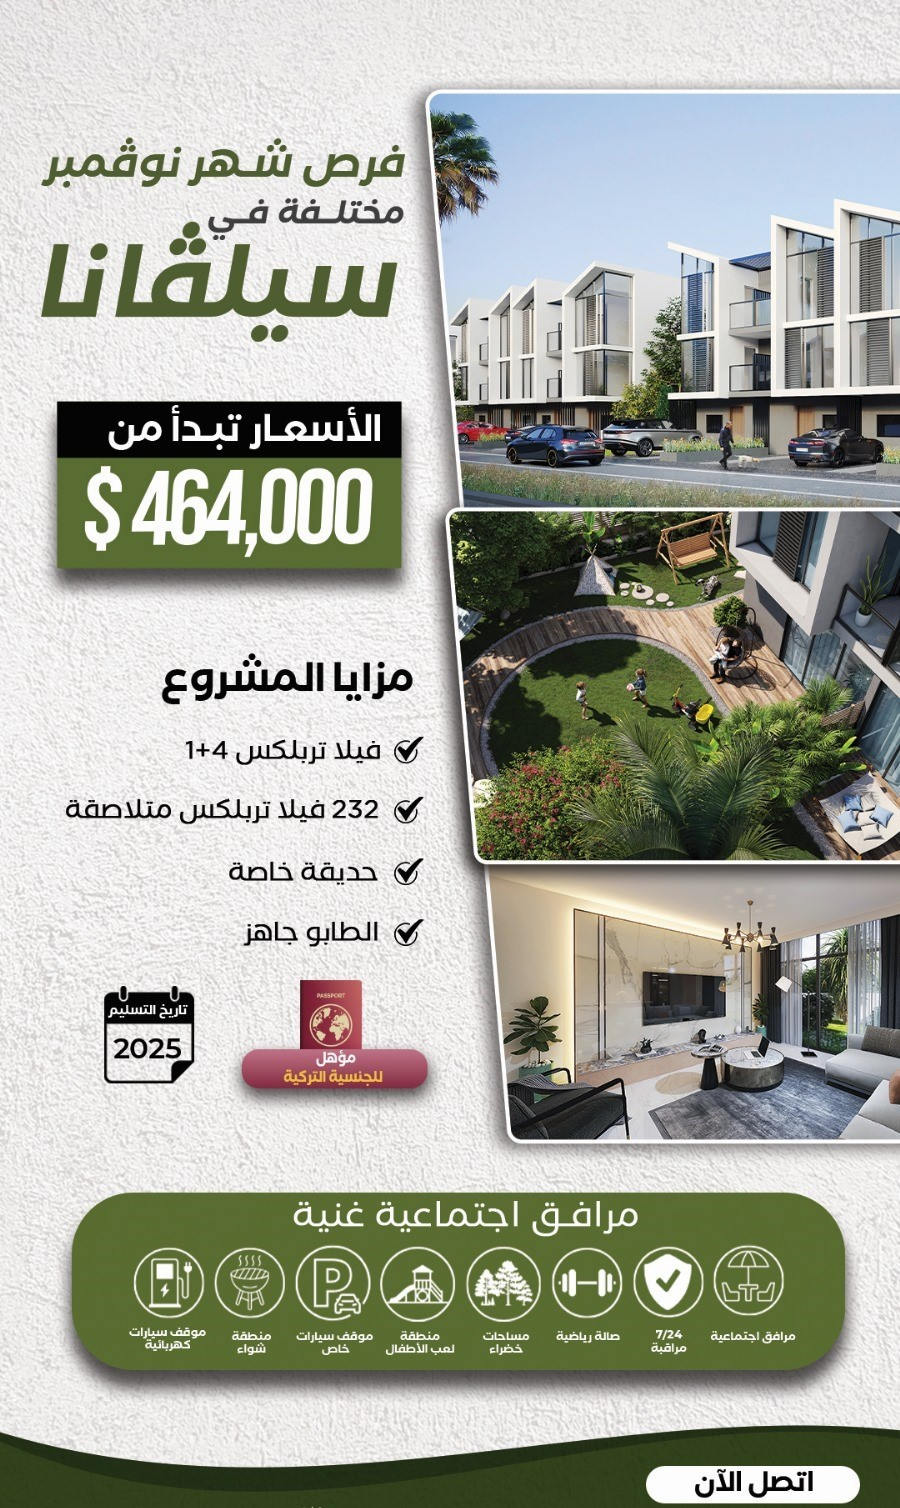 فرص شهر نوڤمبر
مختلفة في
سيلڤانا
الأسعار تبدأ من
$ 464,000
مزايا المشروع
فيلا تربلكس 4+1
232 فيلا تربلكس متلاصقة
حديقة خاصة
الطابو جاهز
PASSPORT
مؤهل
للجنسية التركية
تاريخ التسليم
2025
مرافق اجتماعية غنية
مرافق اجتماعية
7/24
مراقبة
صالة رياضية
مساحات
خضراء
منطقة
لعب الأطفال
موقف سيارات
خاص
منطقة
شواء
موقف سيارات
كهربائية
P
اتصل الآن